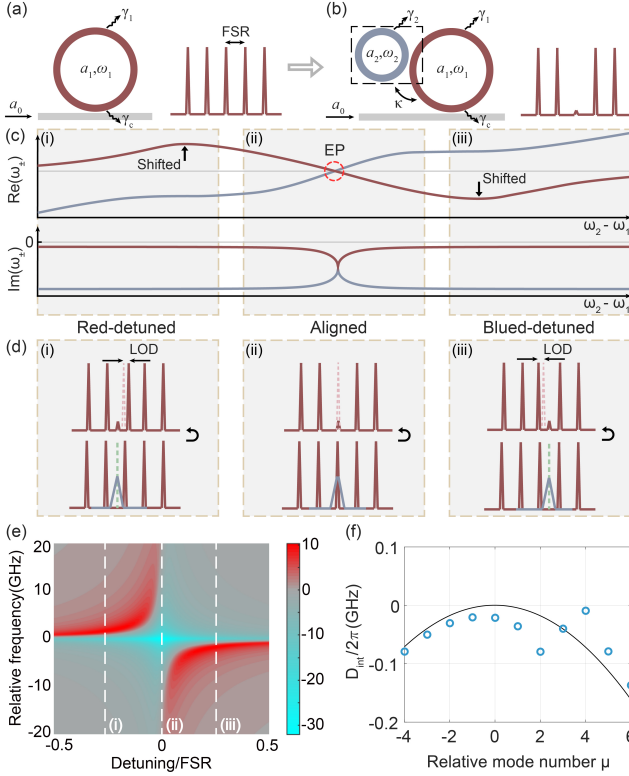 (a)
γ1
FSR
a1,ω1
a0
γc
(b)
γ2
γ1
a2,ω2
a1,ω1
κ
a0
γc
(c)
(i)
(ii)
(iii)
Re(ω±)
Shifted
EP
Shifted
ω2 - ω1
Im(ω±)
0
ω2 - ω1
Red-detuned
Aligned
Blued-detuned
(d)
(i)
LOD
(ii)
(iii)
LOD
(e)
Relative frequency(GHz)
20
10
0
-10
-20
(i)
(ii)
(iii)
-0.5
0
0.5
Detuning/FSR
10
0
-10
-20
-30
(f)
Dint/2π (GHz)
0.1
0
-0.1
-0.2
-4
-2
0
2
4
6
Relative mode number μ